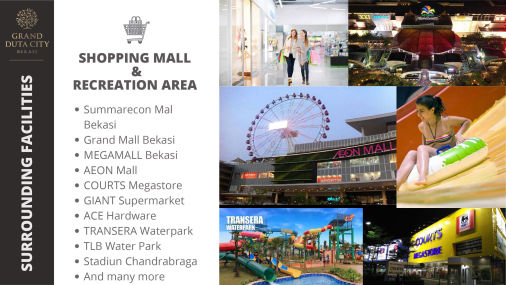 GRAND
DUTA CITY
BEKASI
SURROUNDING FACILITIES
SHOPPING MALL
&
RECREATION AREA
Summarecon Mal
Bekasi
Grand Mall Bekasi
MEGAMALL Bekasi
AEON Mall
COURTS Megastore
GIANT Supermarket
ACE Hardware
TRANSERA Waterpark
TLB Water Park
Stadiun Chandrabraga
And many more
ÆON MALL
TRANSERA
WATERPARK
COURTS
MEGASTORE